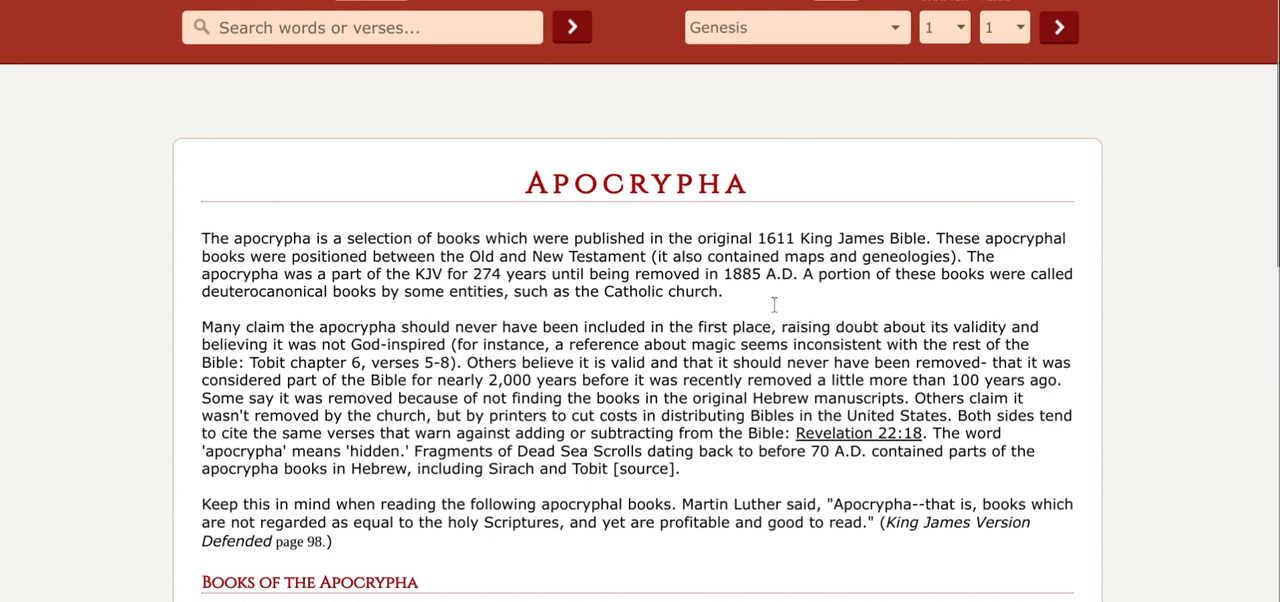 Search words or verses...
Genesis
1
1
APOCRYPHA
The apocrypha is a selection of books which were published in the original 1611 King James Bible. These apocryphal
books were positioned between the Old and New Testament (it also contained maps and geneologies). The
apocrypha was a part of the KJV for 274 years until being removed in 1885 A.D. A portion of these books were called
deuterocanonical books by some entities, such as the Catholic church.
Many claim the apocrypha should never have been included in the first place, raising doubt about its validity and
believing it was not God-inspired (for instance, a reference about magic seems inconsistent with the rest of the
Bible: Tobit chapter 6, verses 5-8). Others believe it is valid and that it should never have been removed- that it was
considered part of the Bible for nearly 2,000 years before it was recently removed a little more than 100 years ago.
Some say it was removed because of not finding the books in the original Hebrew manuscripts. Others claim it
wasn't removed by the church, but by printers to cut costs in distributing Bibles in the United States. Both sides tend
to cite the same verses that warn against adding or subtracting from the Bible: Revelation 22:18. The word
'apocrypha' means 'hidden.' Fragments of Dead Sea Scrolls dating back to before 70 A.D. contained parts of the
apocrypha books in Hebrew, including Sirach and Tobit [source].
Keep this in mind when reading the following apocryphal books. Martin Luther said, "Apocrypha--that is, books which
are not regarded as equal to the holy Scriptures, and yet are profitable and good to read." (King James Version
Defended page 98.)
BOOKS OF THE APOCRYPHA